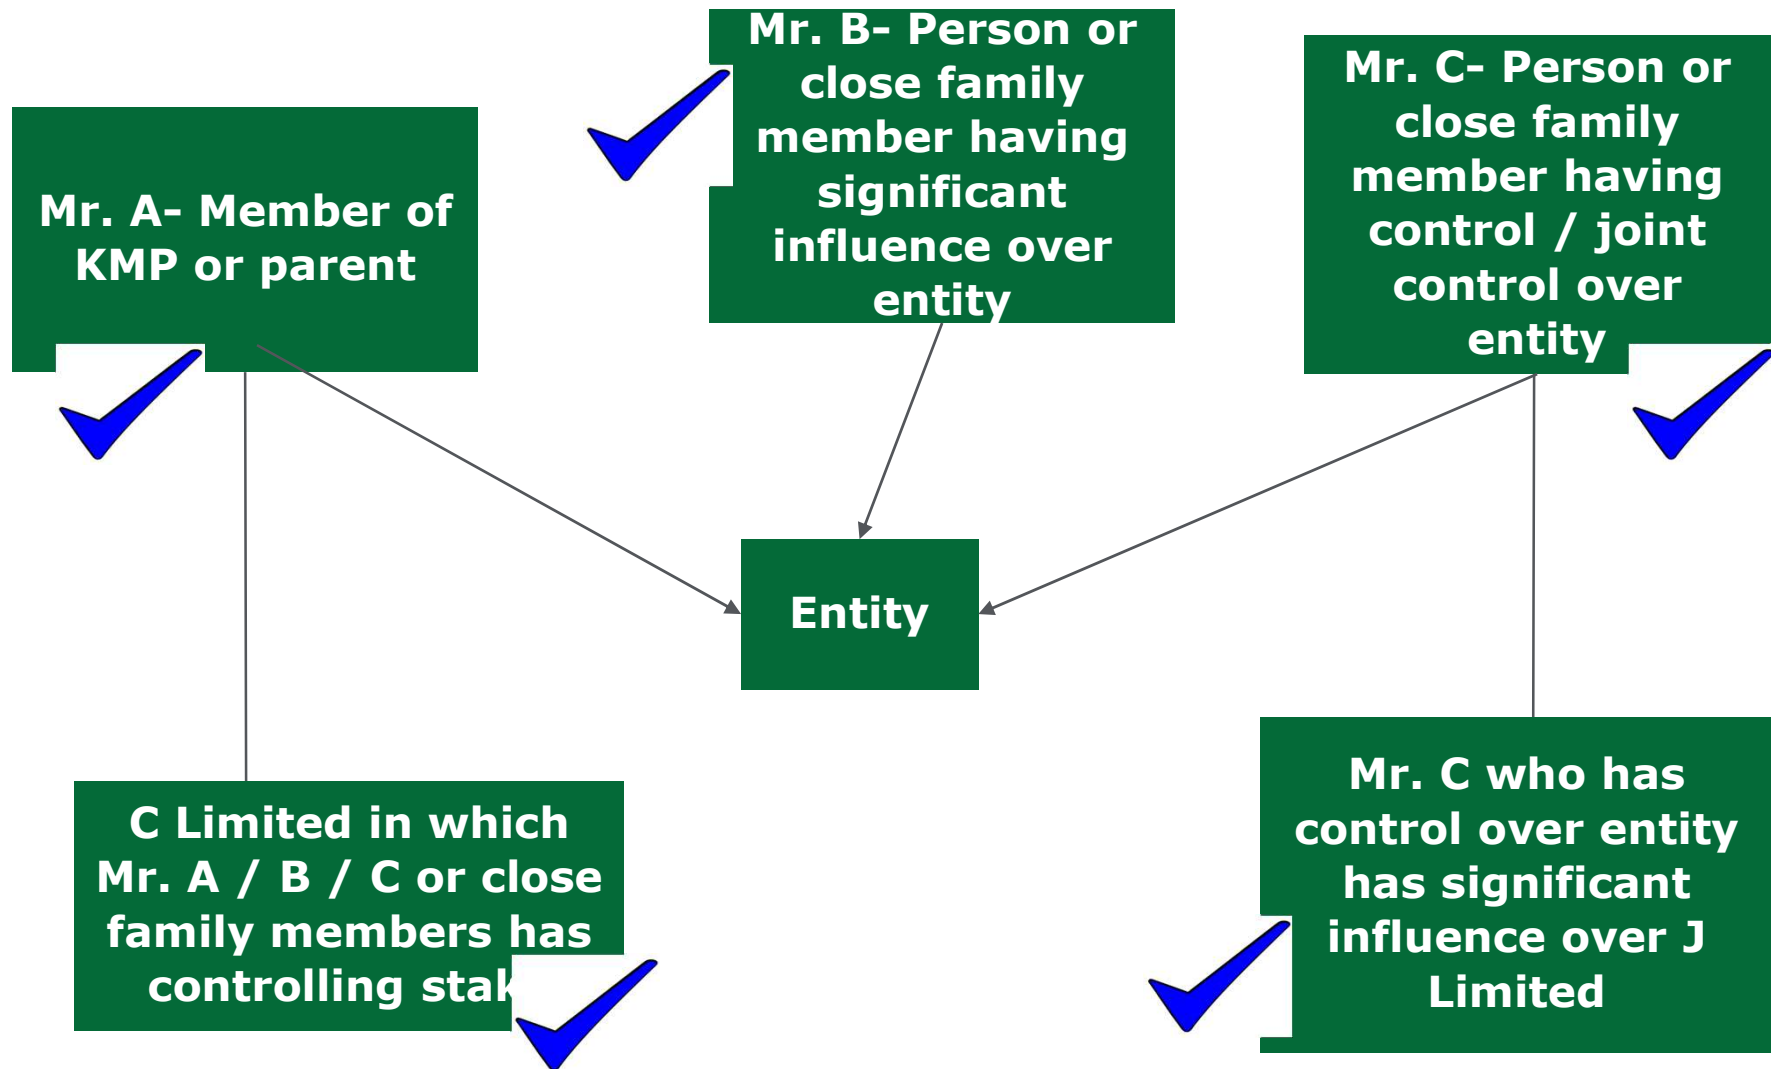 Mr. A– Member of
KMP or parent
Mr. B– Person or
close family
member having
significant
influence over
entity
Mr. C– Person or
close family
member having
control / joint
control over
entity
Entity
C Limited in which
Mr. A / B / C or close
family members has
controlling stak
Mr. C who has
control over entity
has significant
influence over J
Limited